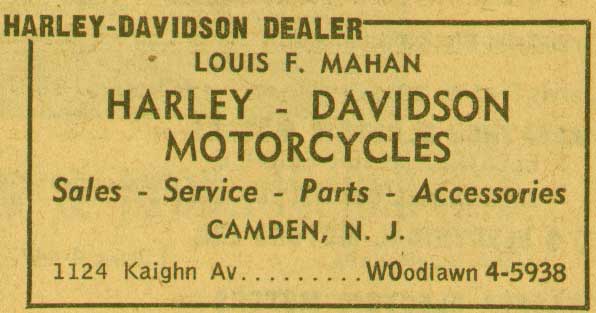 HARLEY-DAVIDSON DEALER
LOUIS F. MAHAN
HARLEY - DAVIDSON
MOTORCYCLES
Sales - Service - Parts - Accessories
CAMDEN, N. J.
1124 Kaighn Av.........WOodlawn 4-5938